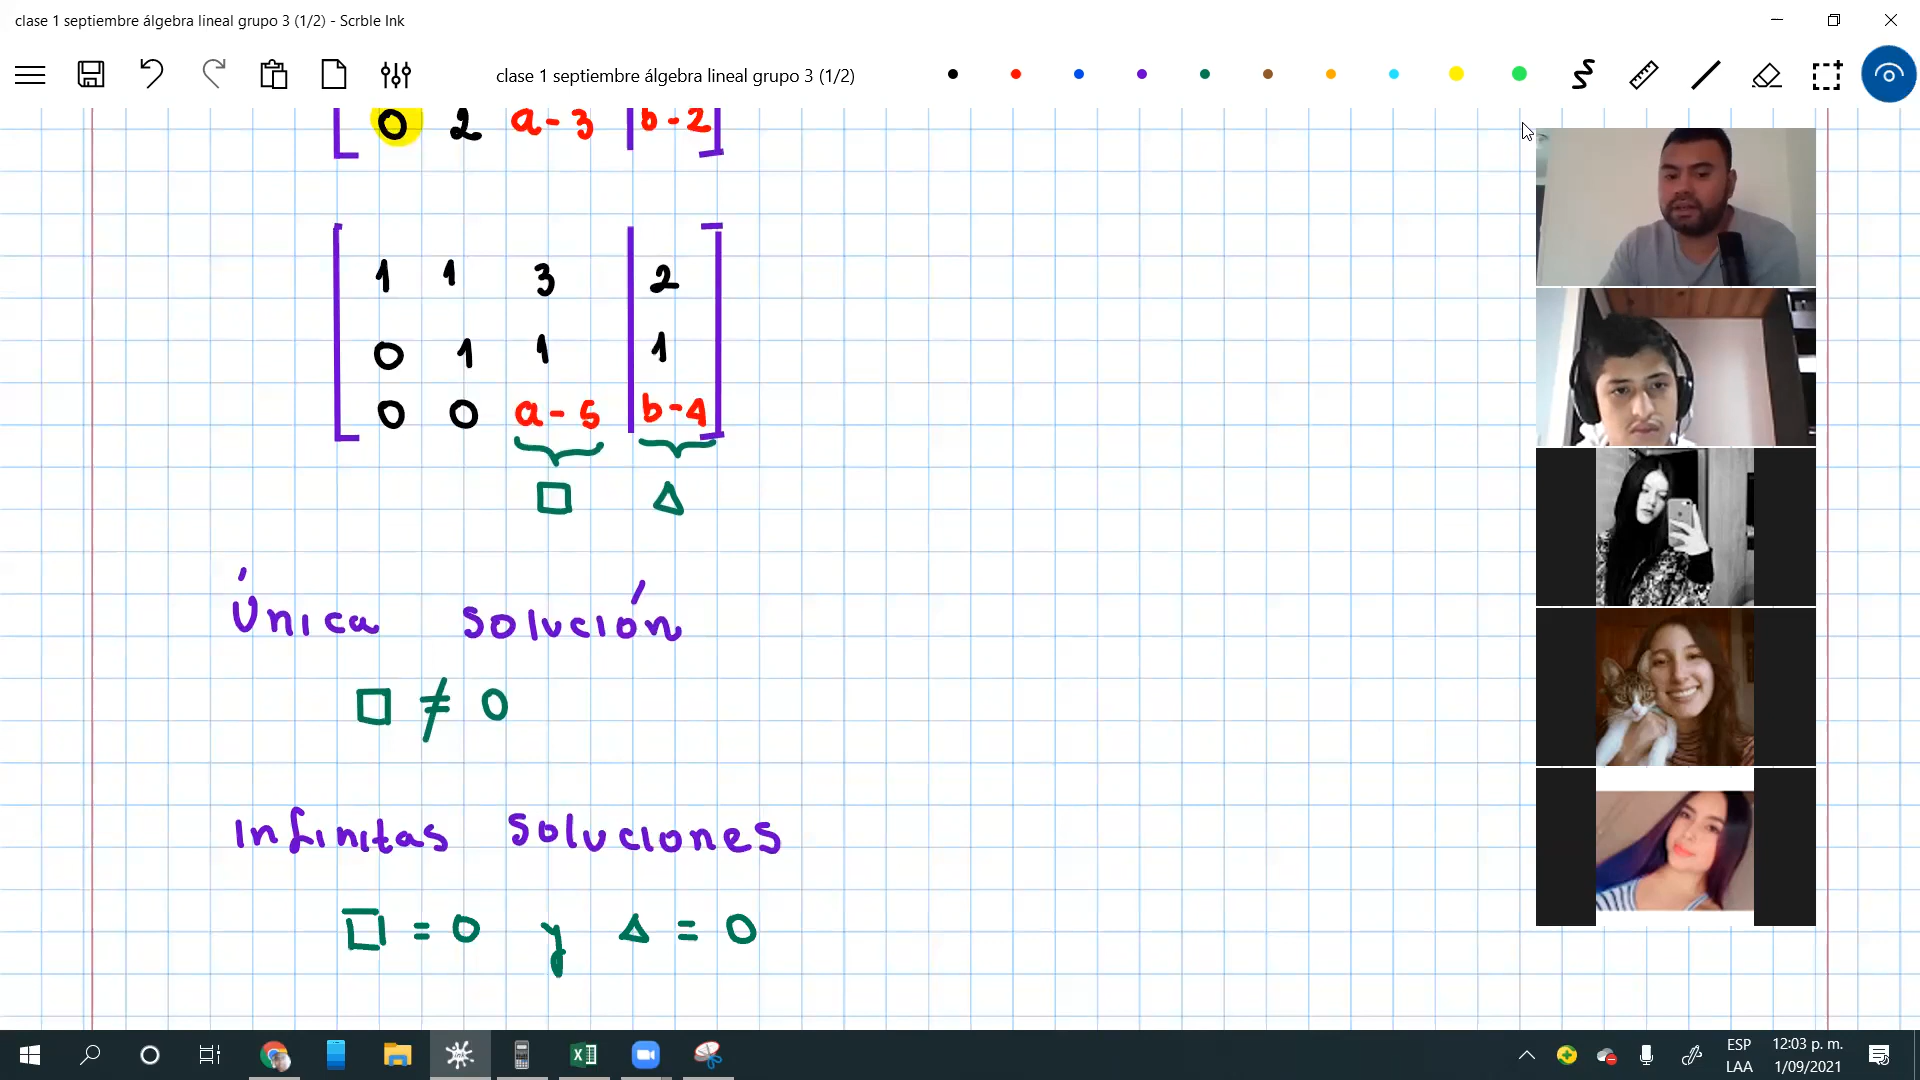 clase 1 septiembre álgebra lineal grupo 3 (1/2) - Scrble Ink
clase 1 septiembre álgebra lineal grupo 3 (1/2)
0 2 a-3 b-2
1 1 3 2
0 1 1 1
0 0 a-5 b-4
□ △
Única solución
□ ≠ 0
Infinitas soluciones
□ = 0 y △ = 0
ESP
LAA
12:03 p. m.
1/09/2021